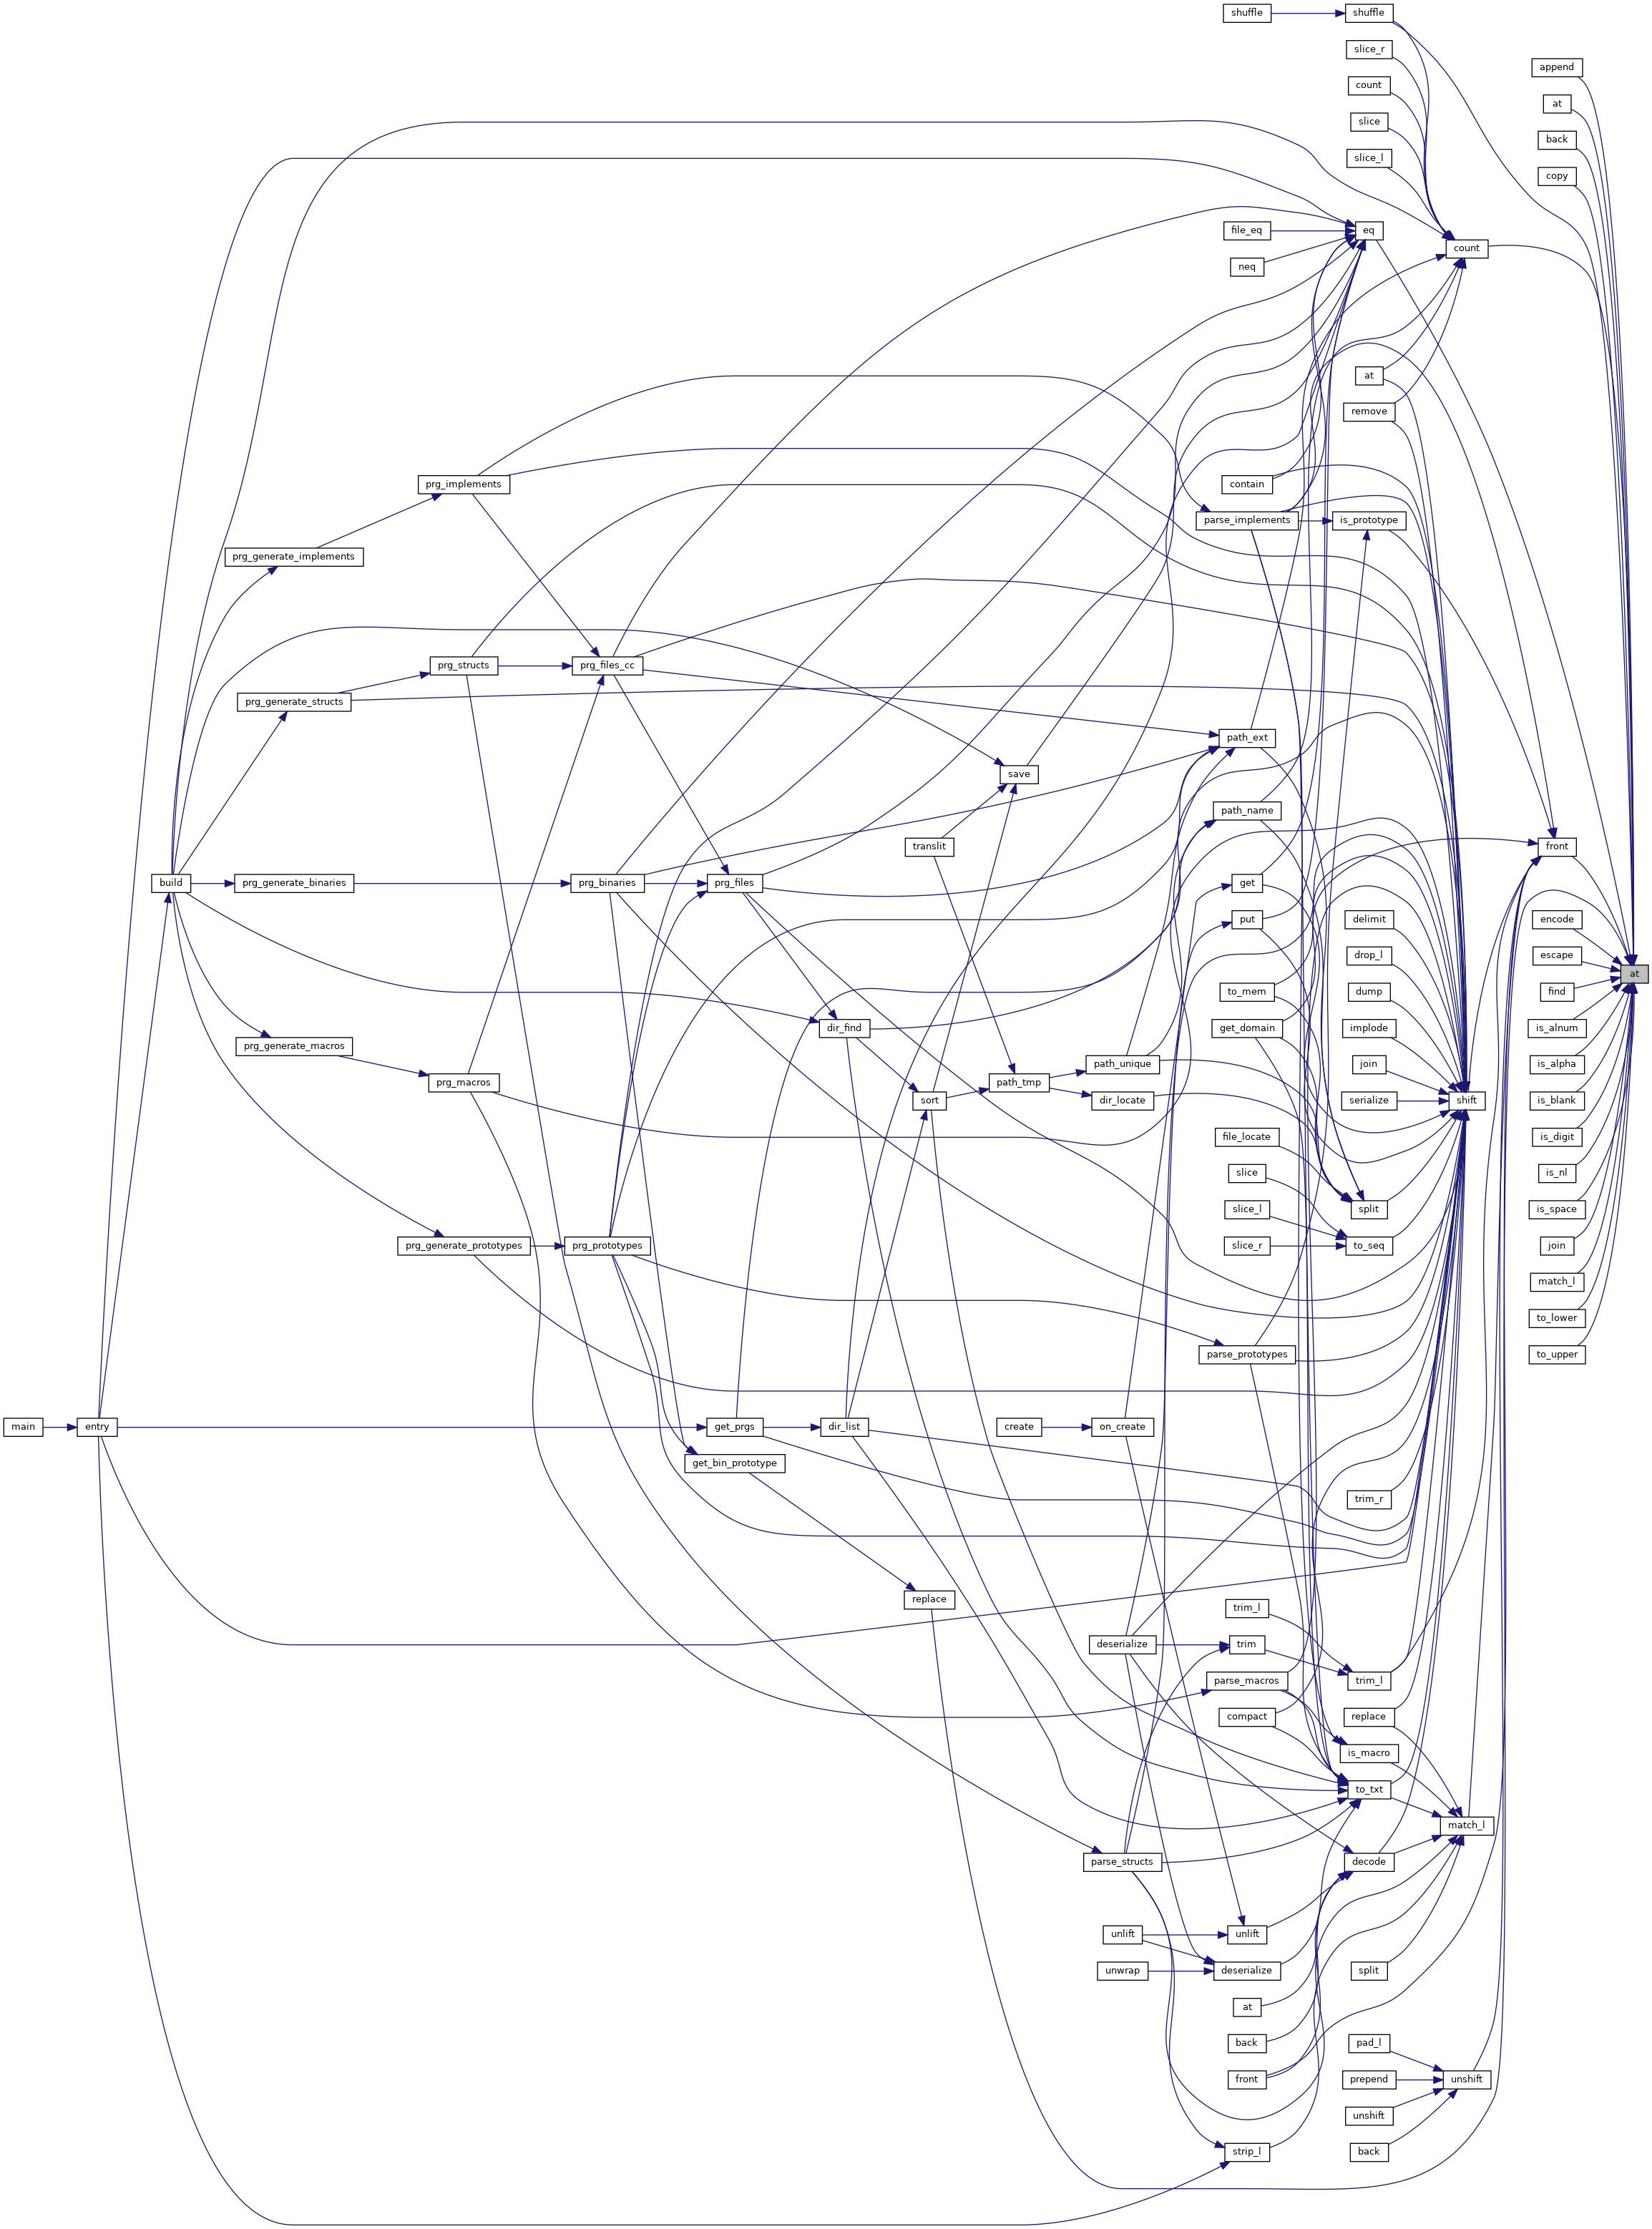 shuffle
shuffle
slice_r
append
count
at
slice
back
slice_l
copy
file_eq
eq
count
neq
at
remove
prg_implements
contain
parse_implements
is_prototype
prg_generate_implements
prg_structs
prg_files_cc
prg_generate_structs
path_ext
save
path_name
translit
front
build
prg_generate_binaries
prg_binaries
prg_files
get
put
delimit
encode
drop_l
escape
at
to_mem
dump
find
dir_find
get_domain
implode
is_alnum
prg_generate_macros
path_unique
join
is_alpha
prg_macros
path_tmp
sort
dir_locate
serialize
shift
is_blank
file_locate
is_digit
slice
is_nl
slice_l
split
is_space
prg_generate_prototypes
prg_prototypes
slice_r
to_seq
join
match_l
to_lower
parse_prototypes
to_upper
main
entry
get_prgs
dir_list
create
on_create
get_bin_prototype
trim_r
replace
trim_l
deserialize
trim
parse_macros
trim_l
compact
replace
is_macro
to_txt
match_l
parse_structs
decode
unlift
unlift
unwrap
deserialize
split
at
back
pad_l
front
prepend
unshift
unshift
strip_l
back